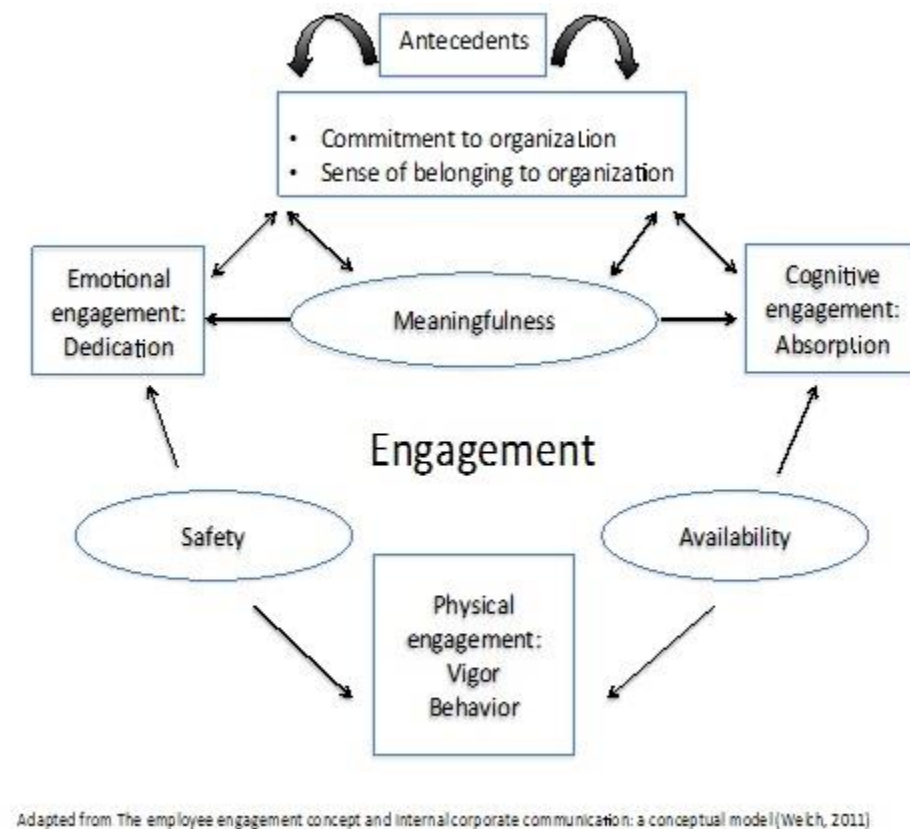 Antecedents
• Commitment to organization
• Sense of belonging to organization
Emotional
engagement:
Dedication
Meaningfulness
Cognitive
engagement:
Absorption
Engagement
Safety
Availability
Physical
engagement:
Vigor
Behavior
Adapted from The employee engagement concept and internal corporate communication: a conceptual model (Welch, 2011)